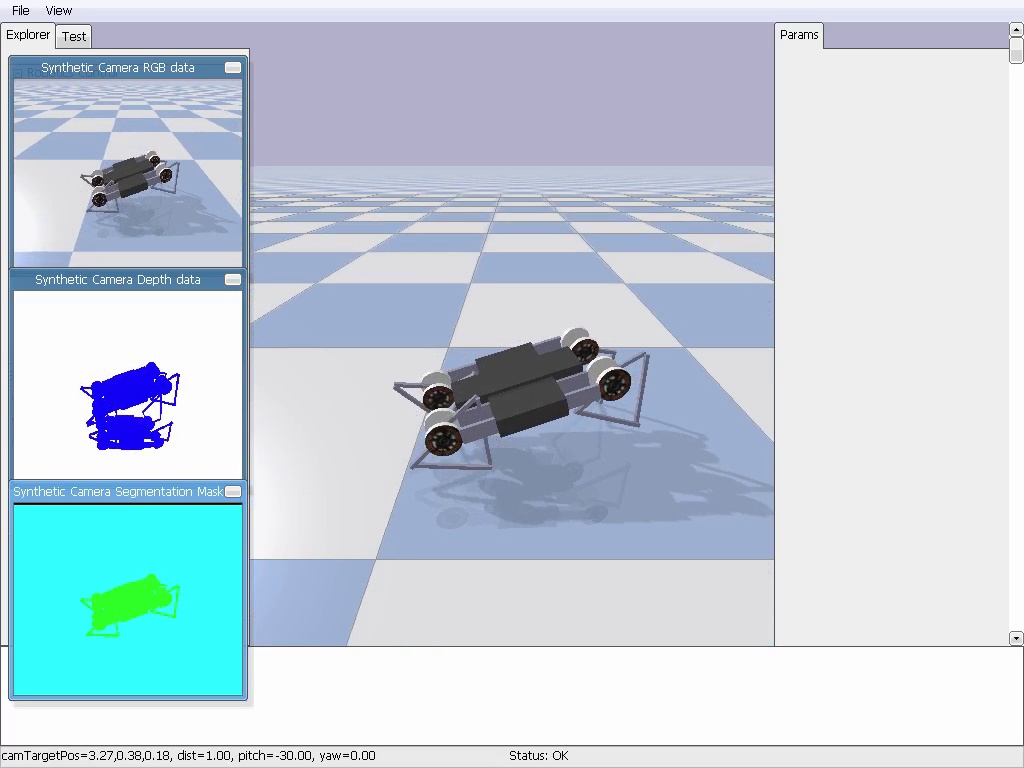 File View
Explorer Test
Params
Synthetic Camera RGB data
Synthetic Camera Depth data
Synthetic Camera Segmentation Mask
camTargetPos=3.27,0.38,0.18, dist=1.00, pitch=-30.00, yaw=0.00 Status: OK